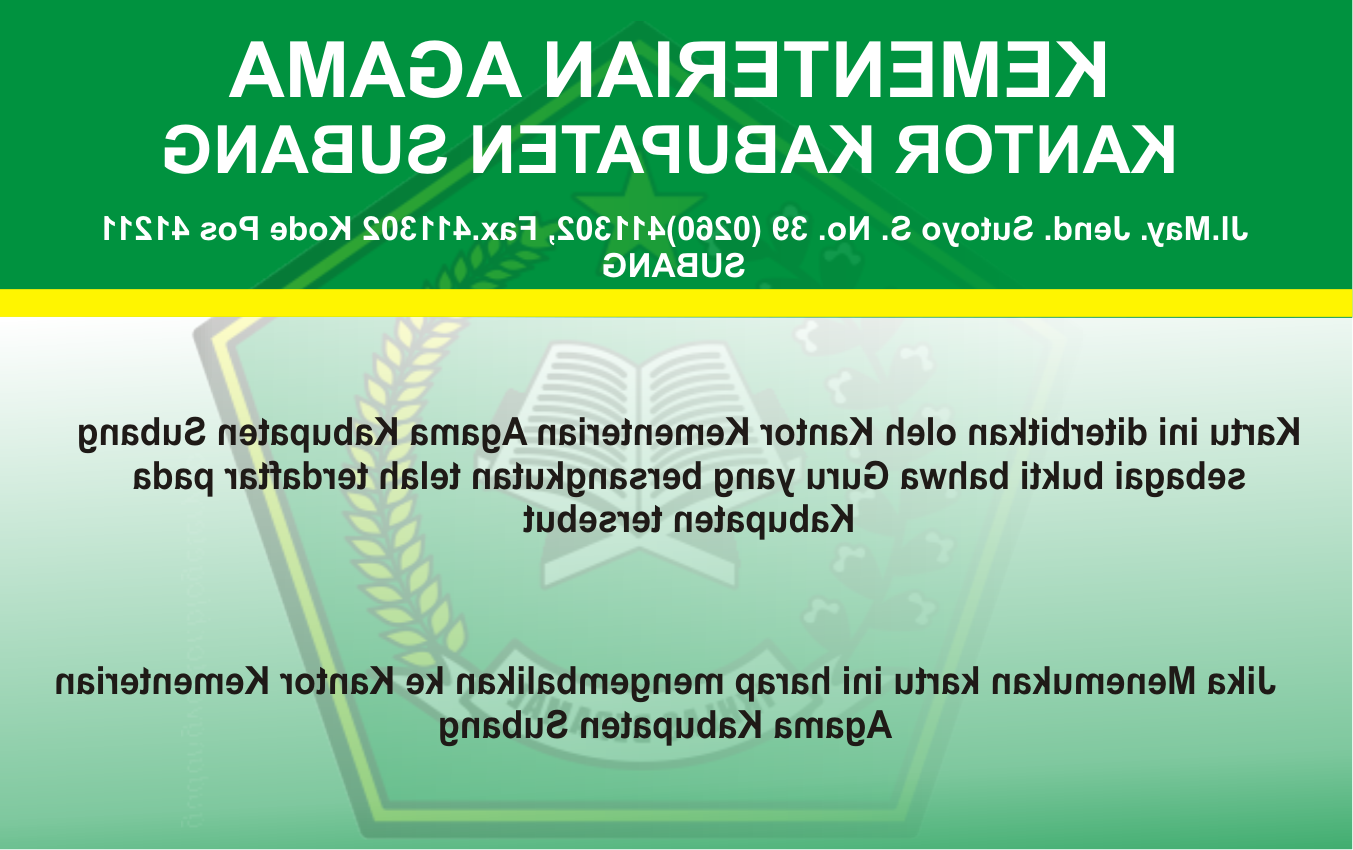 KEMENTERIAN AGAMA
KANTOR KABUPATEN SUBANG
Jl.May. Jend. Sutoyo S. No. 39 (0260)411302, Fax.411302 Kode Pos 41211
SUBANG
Kartu ini diterbitkan oleh Kantor Kementerian Agama Kabupaten Subang
sebagai bukti bahwa Guru yang bersangkutan telah terdaftar pada
Kabupaten tersebut
Jika Menemukan kartu ini harap mengembalikan ke Kantor Kementerian
Agama Kabupaten Subang